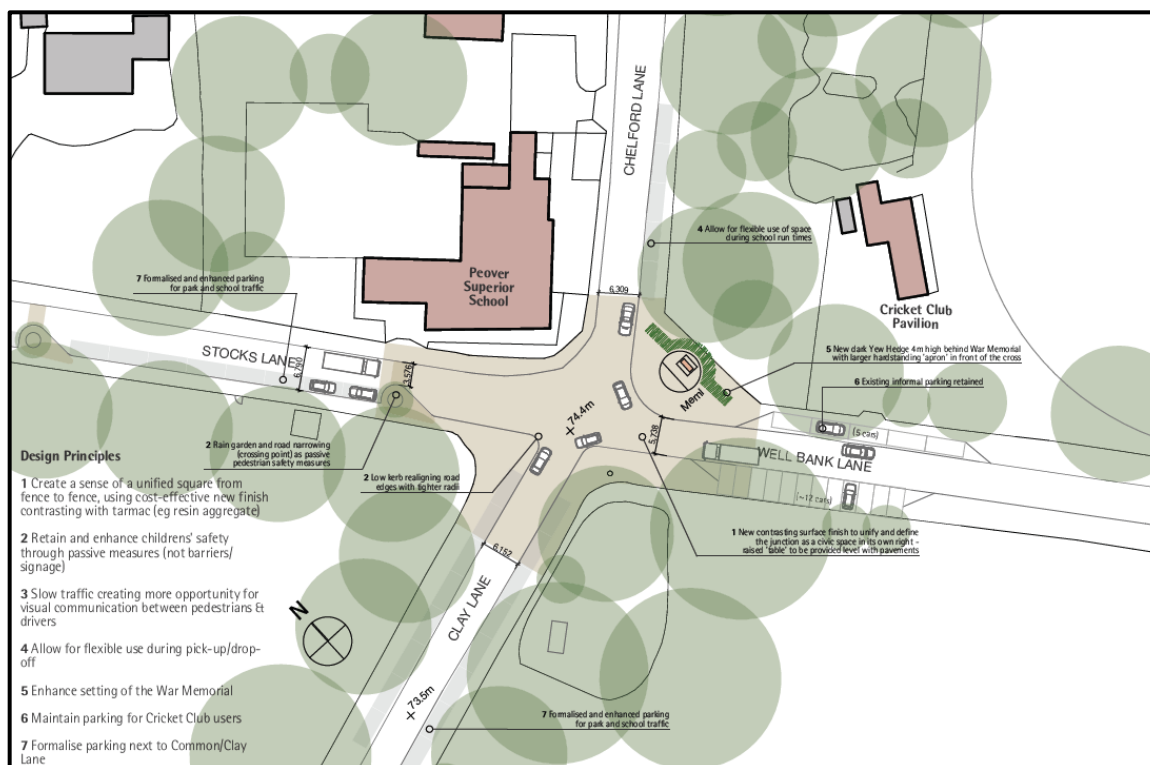 CHELFORD LANE
4 Allow for flexible use of space
during school run times
Peover
Superior
School
7 Formalised and enhanced parking
for park and school traffic
6,309
Cricket Club
Pavilion
STOCKS LANE
6,790
3,576
Meml
5 New dark Yew Hedge 4m high behind War Memorial
with larger hardstanding 'apron' in front of the cross
6 Existing informal parking retained
74.4m
5,738
(5 cars)
WELL BANK LANE
(~12 cars)
2 Rain garden and road narrowing
(crossing point) as passive
pedestrian safety measures
2 Low kerb realigning road
edges with tighter radii
1 New contrasting surface finish to unify and define
the junction as a civic space in its own right -
raised 'table' to be provided level with pavements
6,152
CLAY LANE
N
73.5m
7 Formalised and enhanced parking
for park and school traffic
Design Principles
1 Create a sense of a unified square from
fence to fence, using cost-effective new finish
contrasting with tarmac (eg resin aggregate)
2 Retain and enhance childrens' safety
through passive measures (not barriers/
signage)
3 Slow traffic creating more opportunity for
visual communication between pedestrians &
drivers
4 Allow for flexible use during pick-up/drop-
off
5 Enhance setting of the War Memorial
6 Maintain parking for Cricket Club users
7 Formalise parking next to Common/Clay
Lane